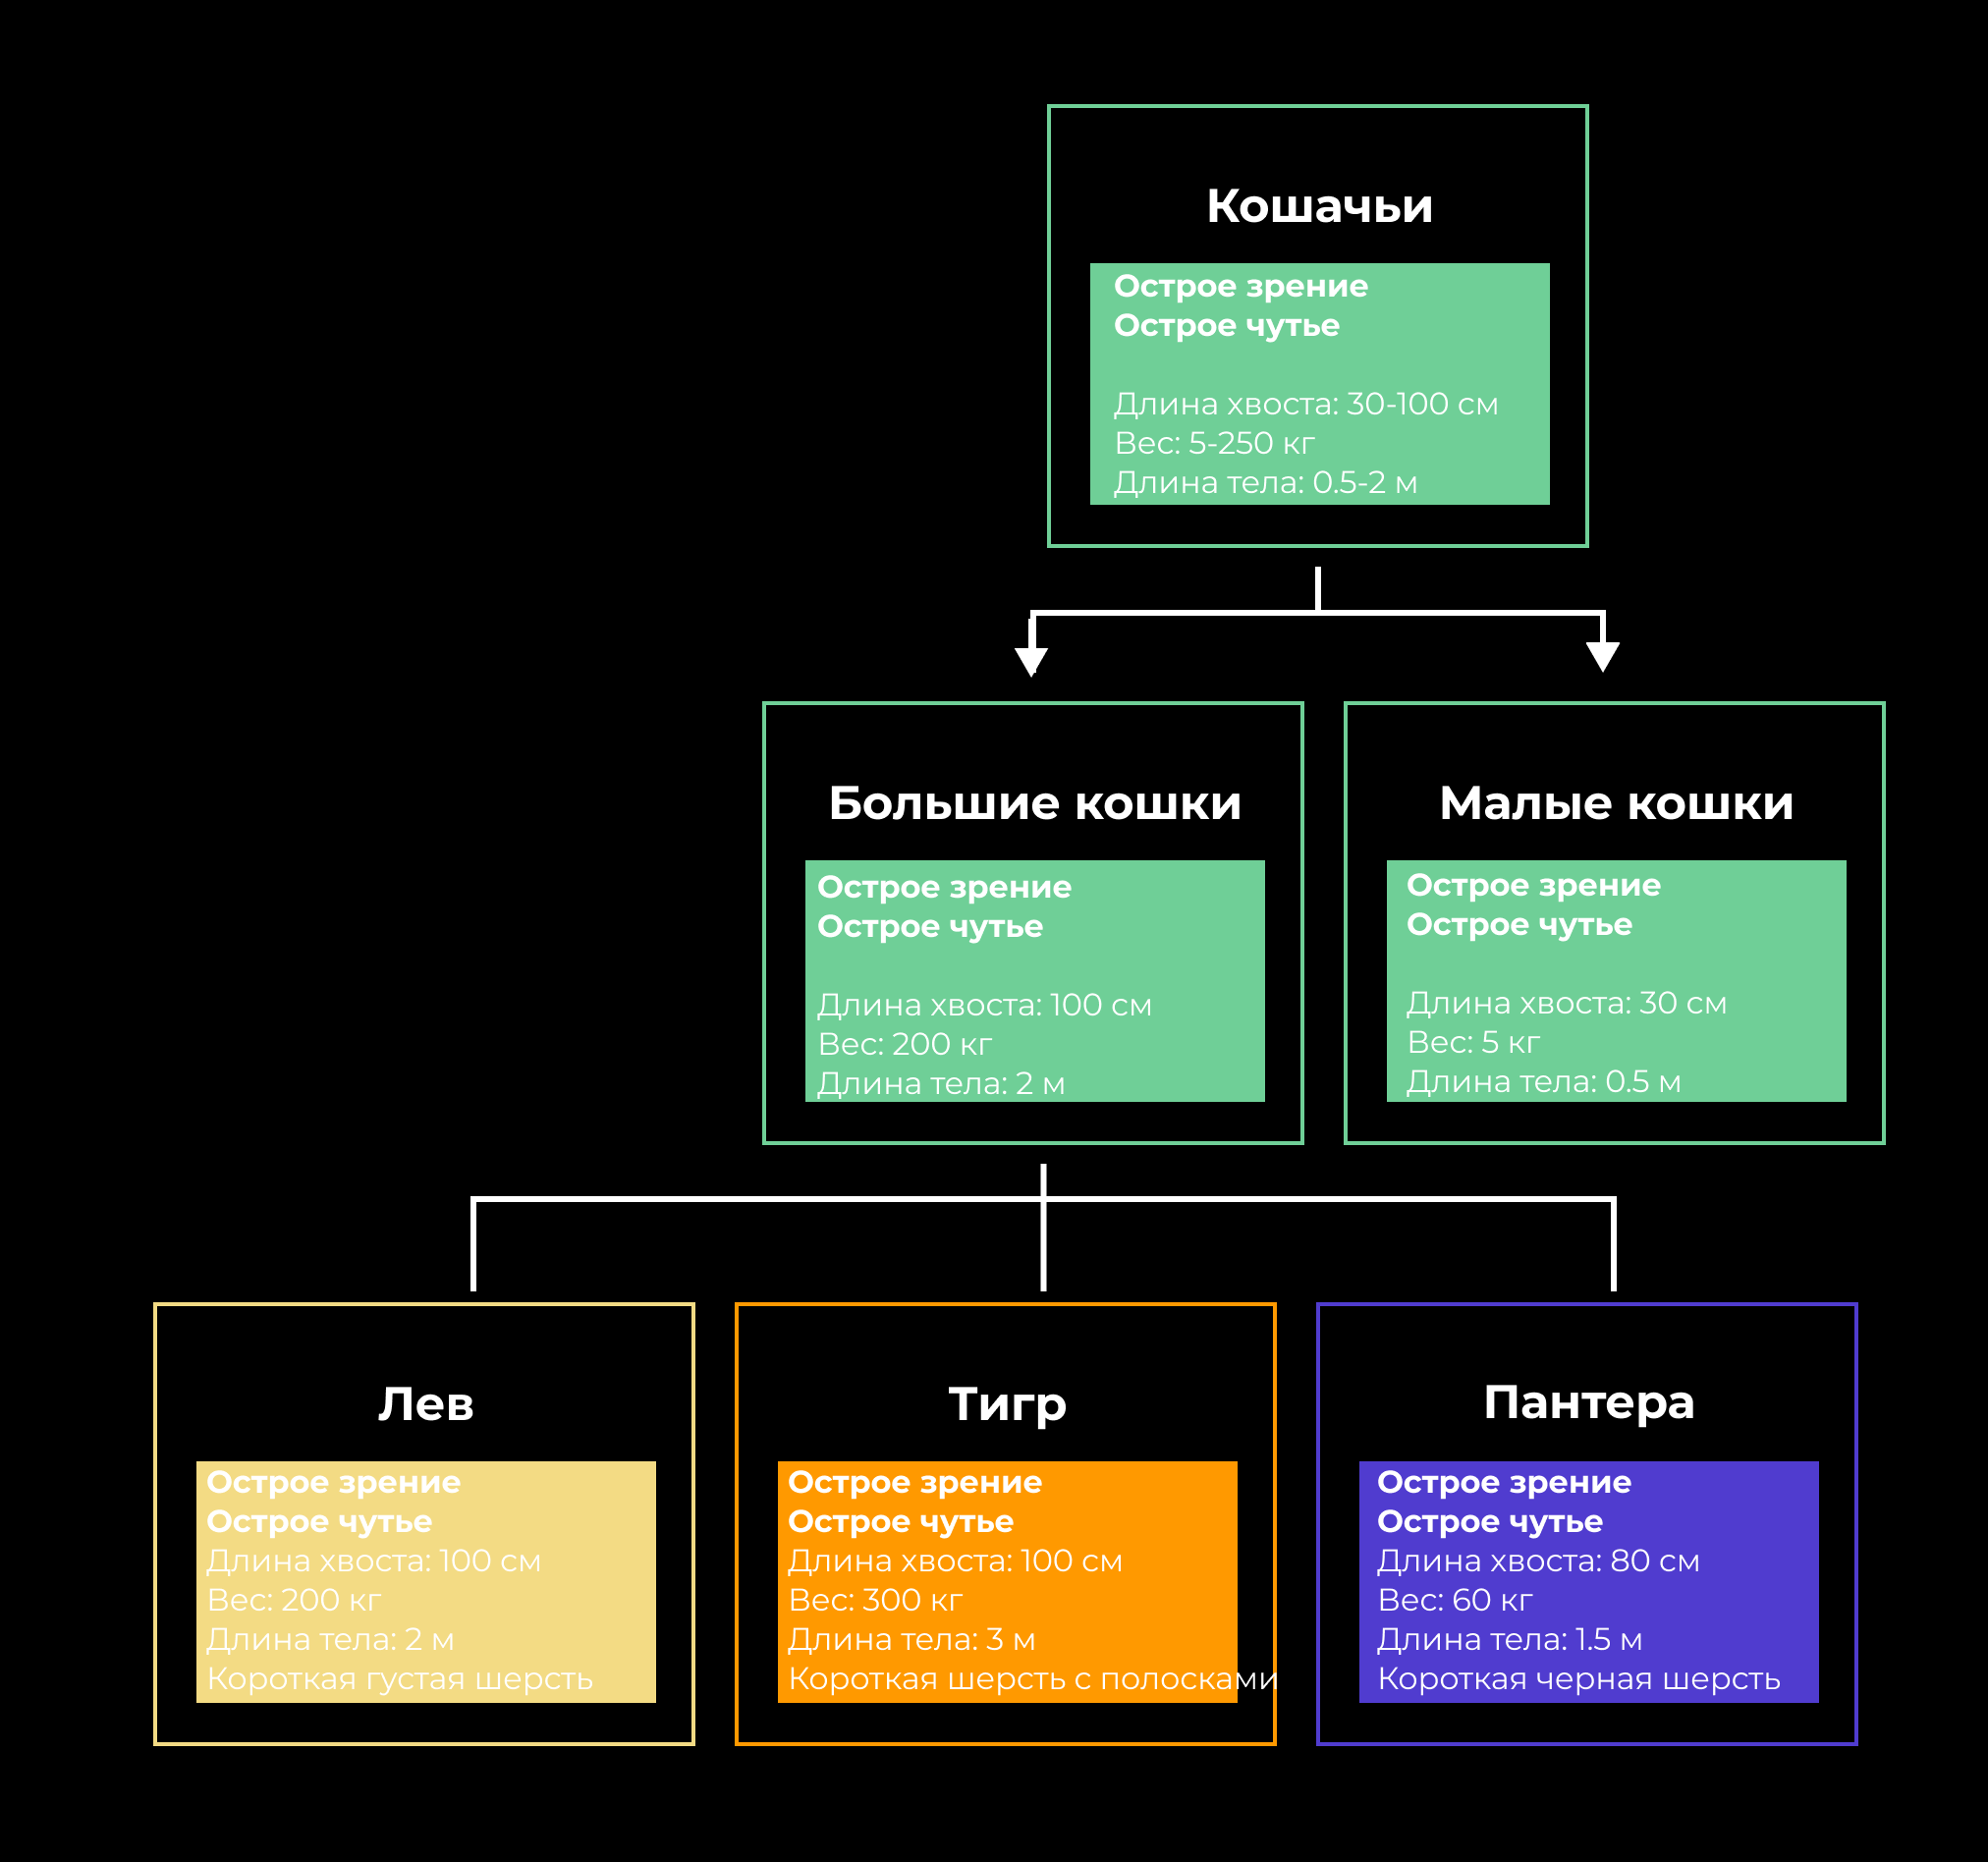 Кошачьи
Острое зрение
Острое чутье
Длина хвоста: 30-100 см
Вес: 5-250 кг
Длина тела: 0.5-2 м
Большие кошки
Острое зрение
Острое чутье
Длина хвоста: 100 см
Вес: 200 кг
Длина тела: 2 м
Малые кошки
Острое зрение
Острое чутье
Длина хвоста: 30 см
Вес: 5 кг
Длина тела: 0.5 м
Лев
Острое зрение
Острое чутье
Длина хвоста: 100 см
Вес: 200 кг
Длина тела: 2 м
Короткая густая шерсть
Тигр
Острое зрение
Острое чутье
Длина хвоста: 100 см
Вес: 300 кг
Длина тела: 3 м
Короткая шерсть с полосками
Пантера
Острое зрение
Острое чутье
Длина хвоста: 80 см
Вес: 60 кг
Длина тела: 1.5 м
Короткая черная шерсть